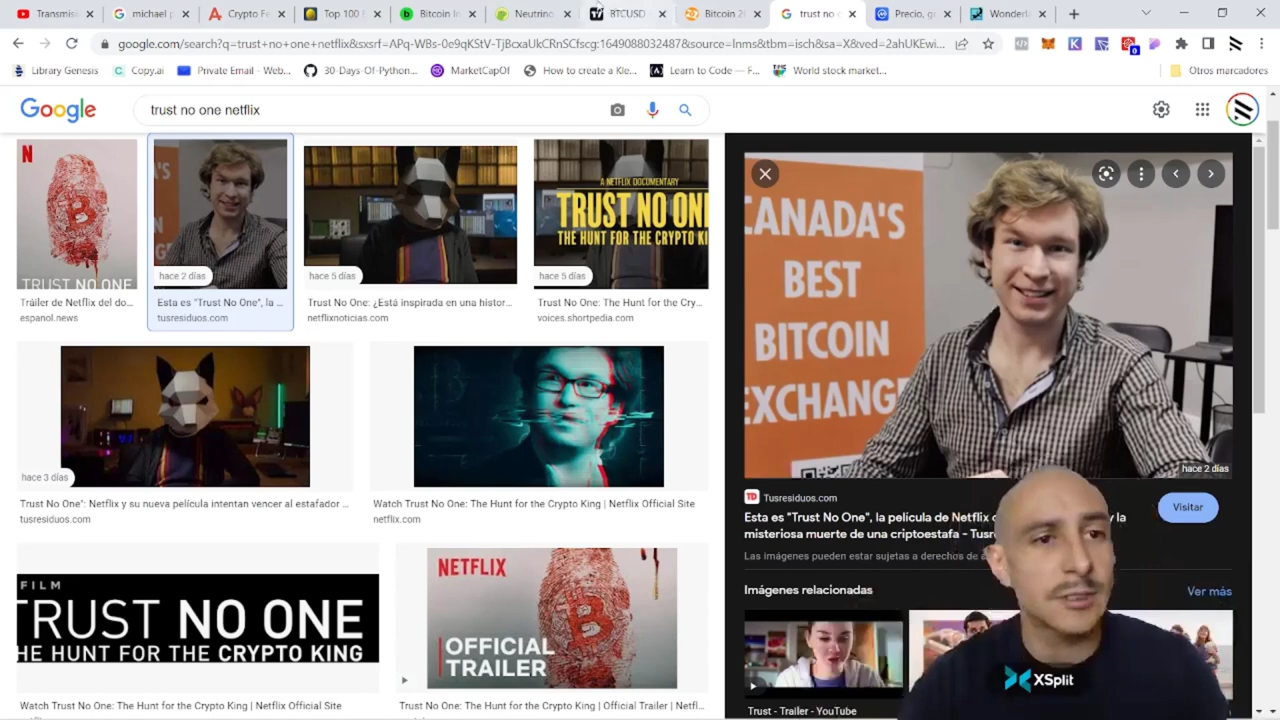 Transmis
michael p
Crypto Fe
Top 100
Bitcoin In
Neutrino
BTCUSD
Bitcoin 2
trust no o
Precio, gr
Wonderl
google.com/search?q=trust+no+one+netflix&sxsrf=APq-WBs-0s9qKStV-TjBcxaUkCRnSCfscg:1649088032487&source=lnms&tbm=isch&sa=X&ved=2ahUKEwi...
Library Genesis
Copy.ai
Private Email - Web...
30-Days-Of-Python...
MarketCapOf
How to create a Kle...
Learn to Code — F...
World stock market...
Otros marcadores
Google
trust no one netflix
N
TRUST NO ONE
Tráiler de Netflix del do...
espanol.news
hace 2 días
Esta es "Trust No One", la ...
tusresiduos.com
hace 5 días
Trust No One: ¿Está inspirada en una histor...
netflixnoticias.com
A NETFLIX DOCUMENTARY
TRUST NO ON
THE HUNT FOR THE CRYPTO KI
hace 5 días
Trust No One: The Hunt for the Cry...
voices.shortpedia.com
hace 3 días
Trust No One": Netflix y su nueva película intentan vencer al estafador ...
tusresiduos.com
Watch Trust No One: The Hunt for the Crypto King | Netflix Official Site
netflix.com
FILM
TRUST NO ONE
HE HUNT FOR THE CRYPTO KING
Watch Trust No One: The Hunt for the Crypto King | Netflix Official Site
NETFLIX
OFFICIAL
TRAILER
Trust No One: The Hunt for the Crypto King | Official Trailer | Netfl...
CANADA'S
BEST
BITCOIN
EXCHANG
hace 2 días
TD
Tusresiduos.com
Visitar
Esta es "Trust No One", la película de Netflix y la
misteriosa muerte de una criptoestafa - Tusr
Las imágenes pueden estar sujetas a derechos de a
Imágenes relacionadas
Ver más
Trust - Trailer - YouTube
XSplit